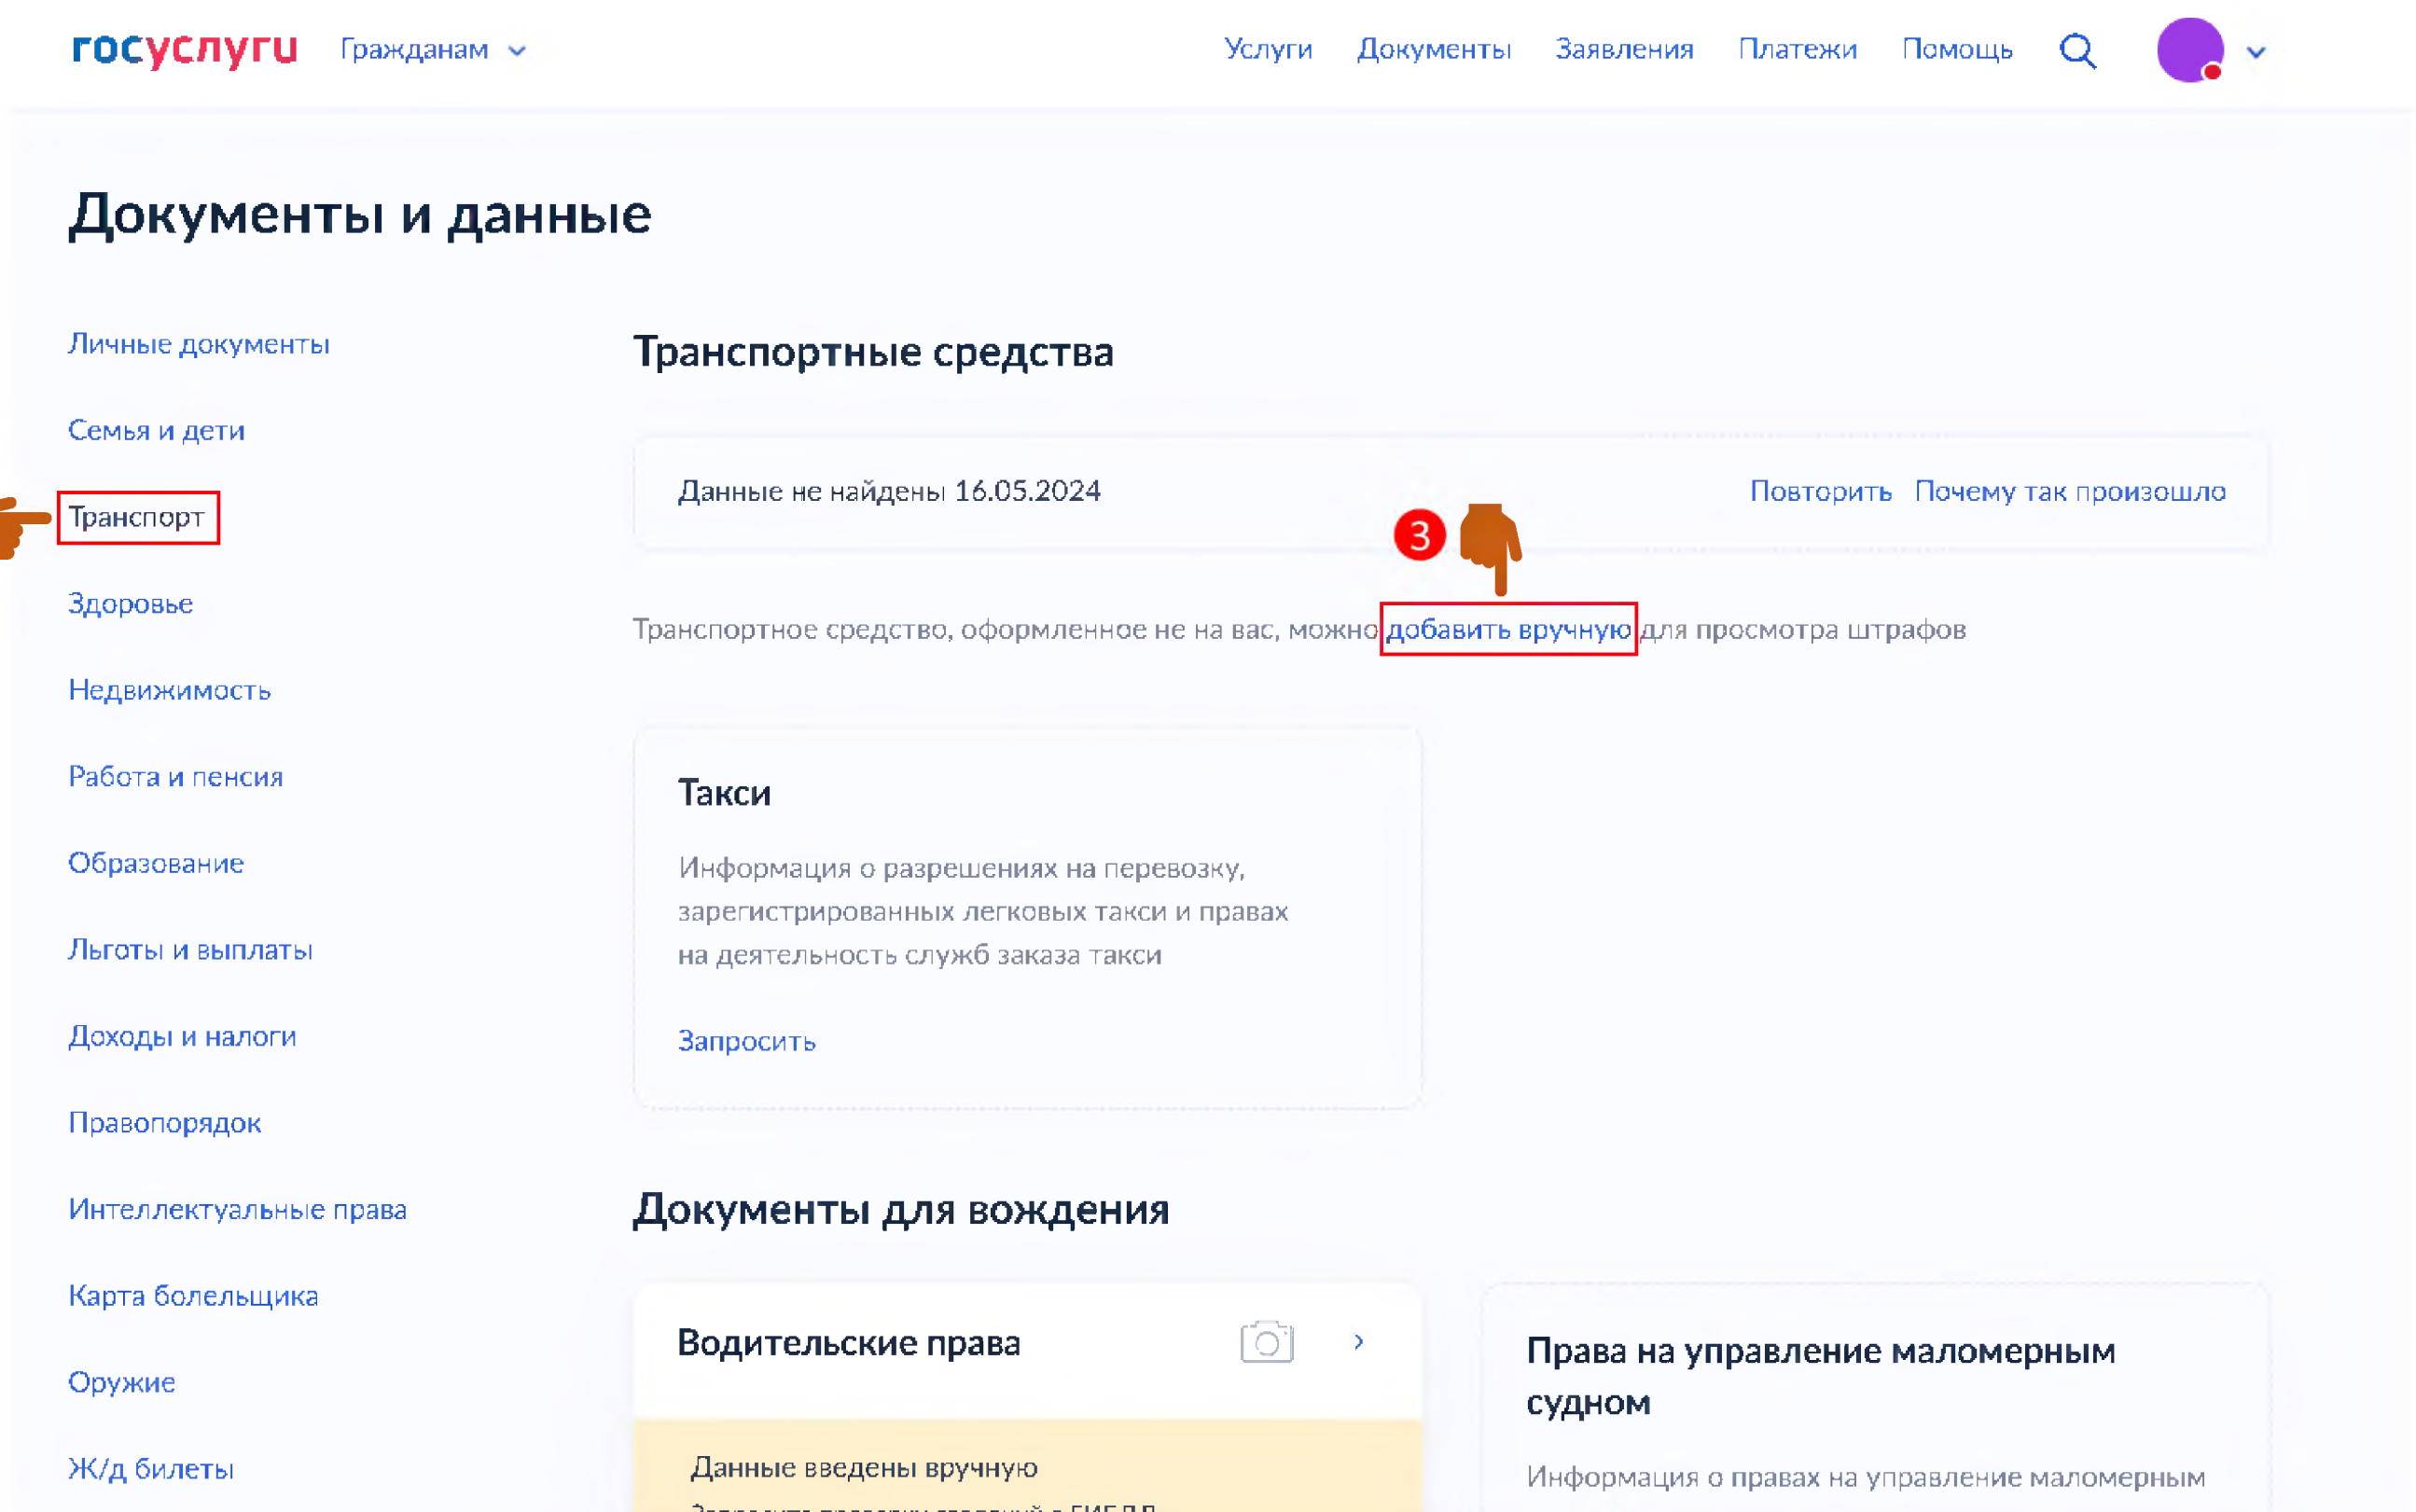 госуслуги Гражданам Услуги Документы Заявления Платежи Помощь
Документы и данные
Личные документы
Семья и дети
Транспорт
Здоровье
Недвижимость
Работа и пенсия
Образование
Льготы и выплаты
Доходы и налоги
Правопорядок
Интеллектуальные права
Карта болельщика
Оружие
Ж/д билеты
Транспортные средства
Данные не найдены 16.05.2024 Повторить Почему так произошло
3
Транспортное средство, оформленное не на вас, можно добавить вручную для просмотра штрафов
Такси
Информация о разрешениях на перевозку,
зарегистрированных легковых такси и правах
на деятельность служб заказа такси
Запросить
Документы для вождения
Водительские права
Данные введены вручную
Права на управление маломерным
судном
Информация о правах на управление маломерным